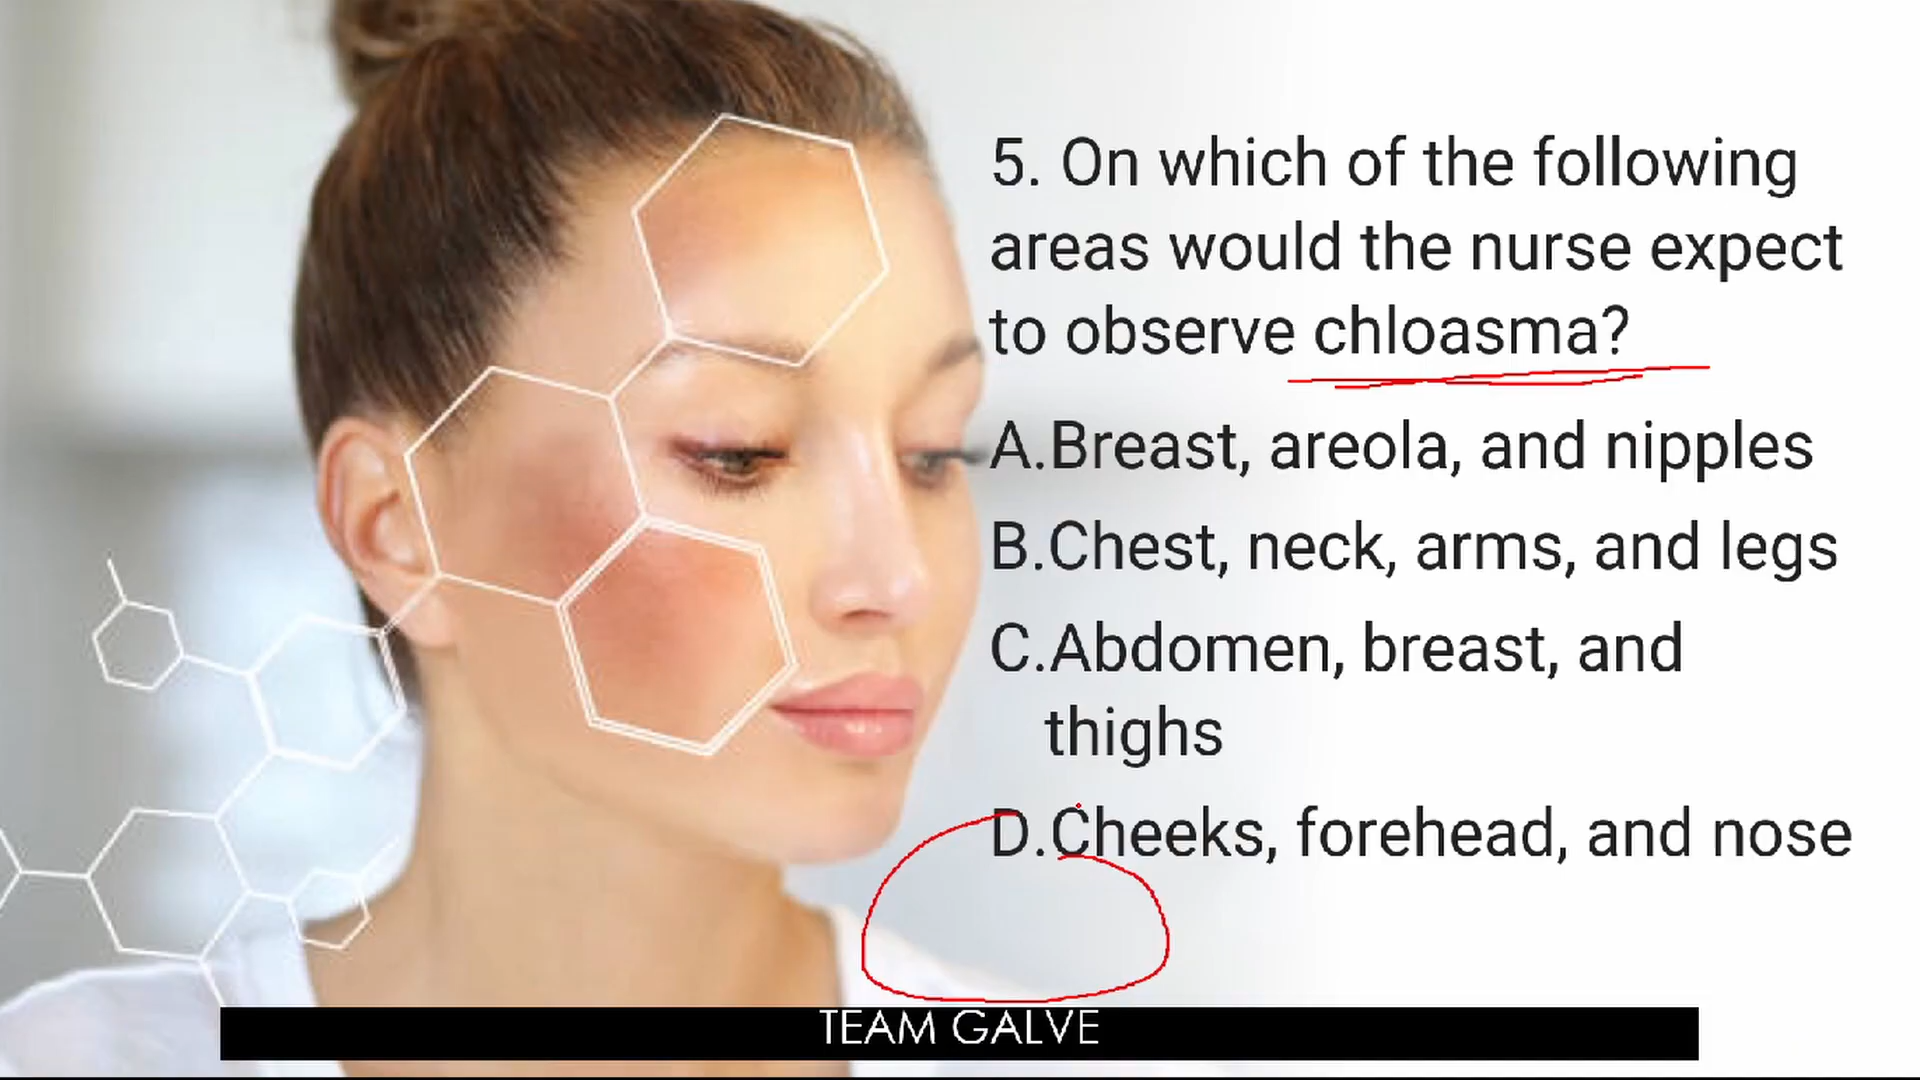 5. On which of the following
areas would the nurse expect
to observe chloasma?
A.Breast, areola, and nipples
B.Chest, neck, arms, and legs
C.Abdomen, breast, and
thighs
D.Cheeks, forehead, and nose
TEAM GALVE